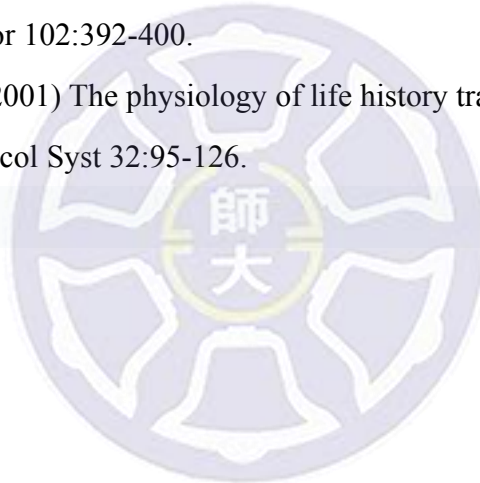 or 102:392-400.
2001) The physiology of life history tra
col Syst 32:95-126.
師
大